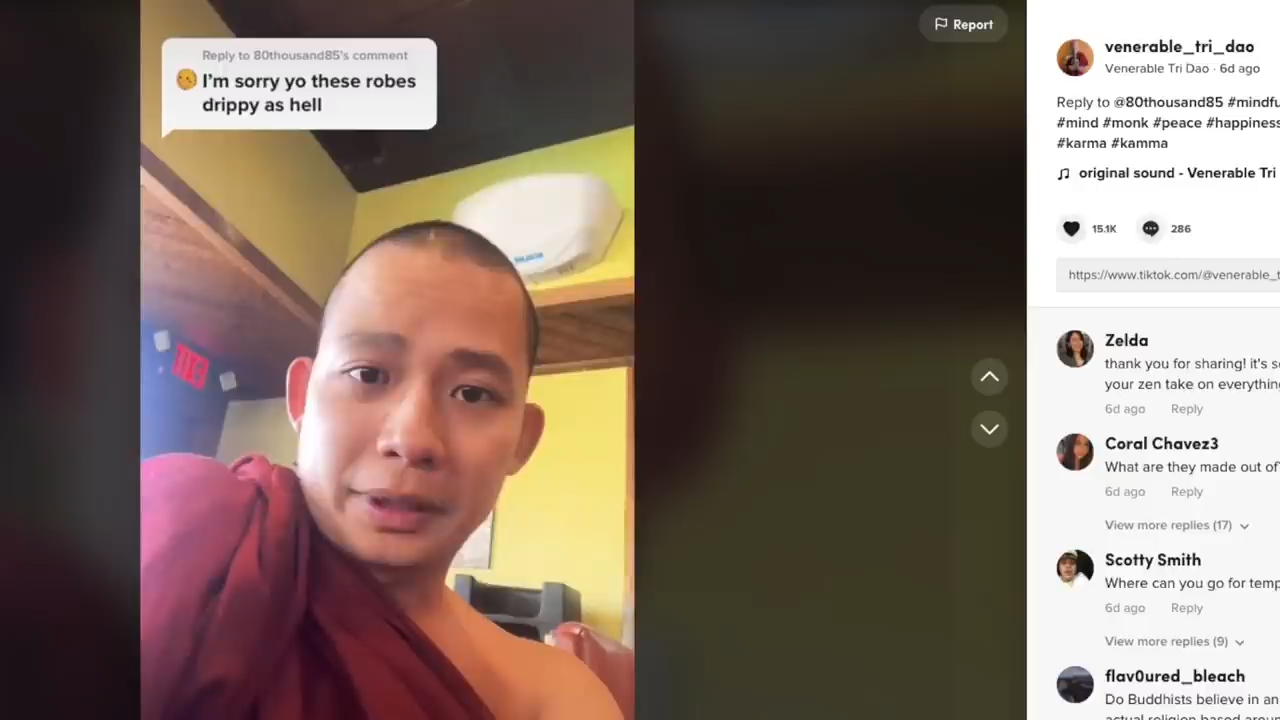 Reply to 80thousand85's comment
I'm sorry yo these robes
drippy as hell
EXIT
Report
venerable_tri_dao
Venerable Tri Dao · 6d ago
Reply to @80thousand85 #mindfu
#mind #monk #peace #happiness
#karma #kamma
original sound - Venerable Tri
15.1K
286
https://www.tiktok.com/@venerable_t
Zelda
thank you for sharing! it's s
your zen take on everything
6d ago Reply
Coral Chavez3
What are they made out of
6d ago Reply
View more replies (17)
Scotty Smith
Where can you go for temp
6d ago Reply
View more replies (9)
flav0ured_bleach
Do Buddhists believe in an
actual religion based aroun